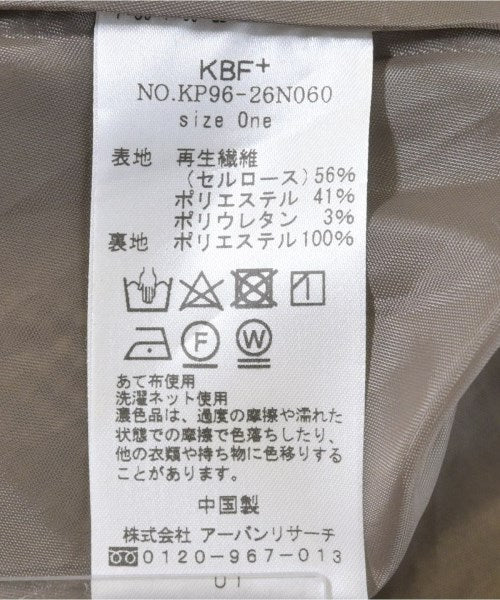 KBF+
NO.KP96-26N060
size One
表地 再生繊維
(セルロース) 56%
ポリエステル 41%
ポリウレタン 3%
裏地 ポリエステル100%
F W
あて布使用
洗濯ネット使用
濃色品は、過度の摩擦や濡れた
状態での摩擦で色落ちしたり、
他の衣類や持ち物に色移りする
ことがあります。
中国製
株式会社 アーバンリサーチ
0120-967-013
U1